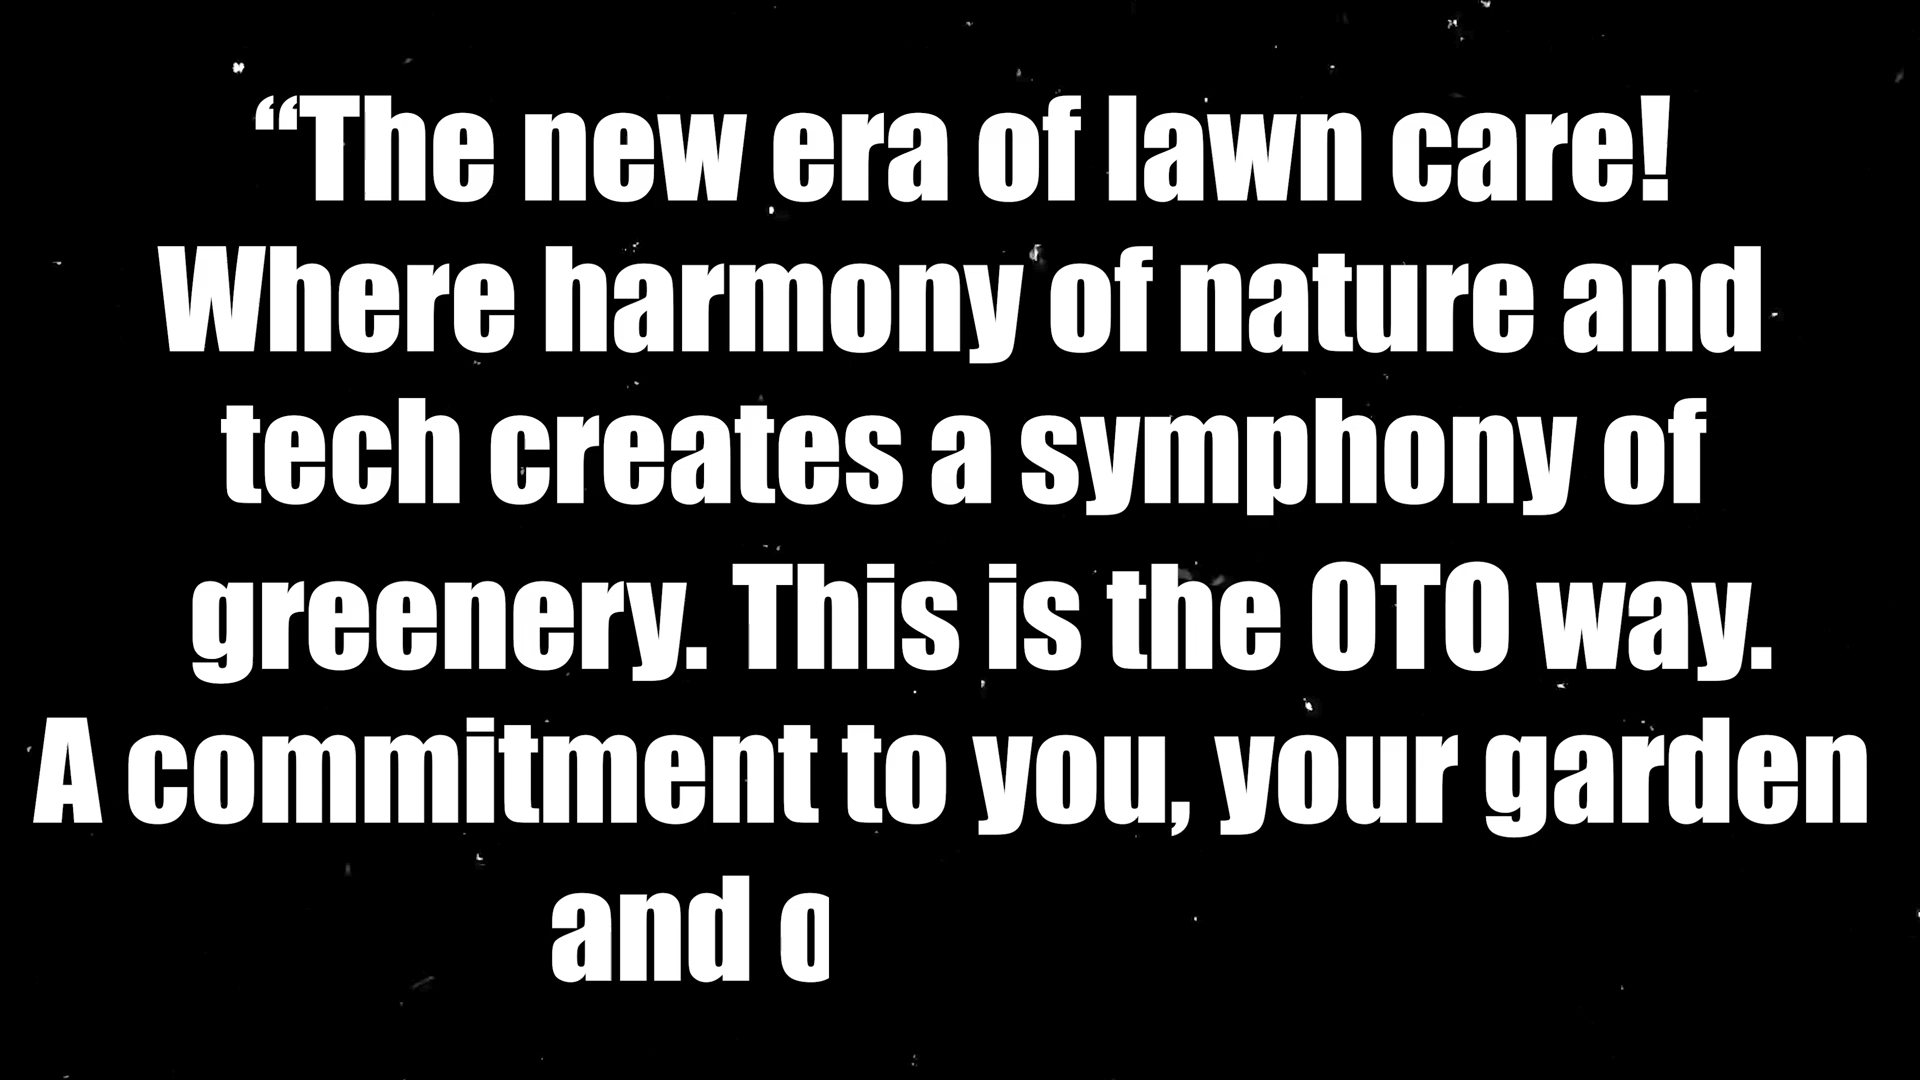 “The new era of lawn care!
Where harmony of nature and
tech creates a symphony of
greenery. This is the OTO way.
A commitment to you, your garden
and